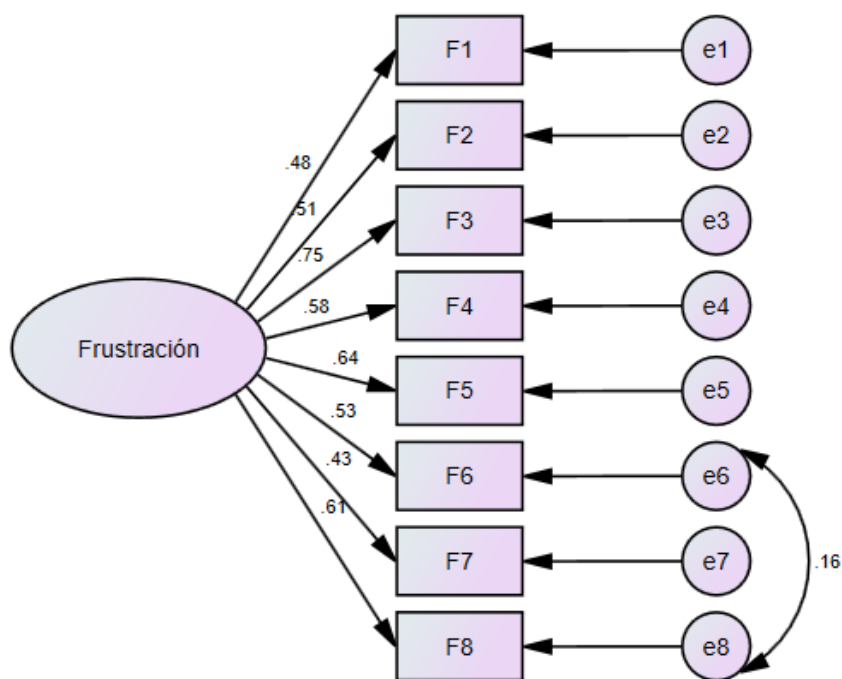 F1
e1
F2
e2
.48
.51
F3
e3
.75
.58
F4
e4
Frustración
.64
F5
e5
.53
.43
F6
e6
.61
F7
e7
.16
F8
e8